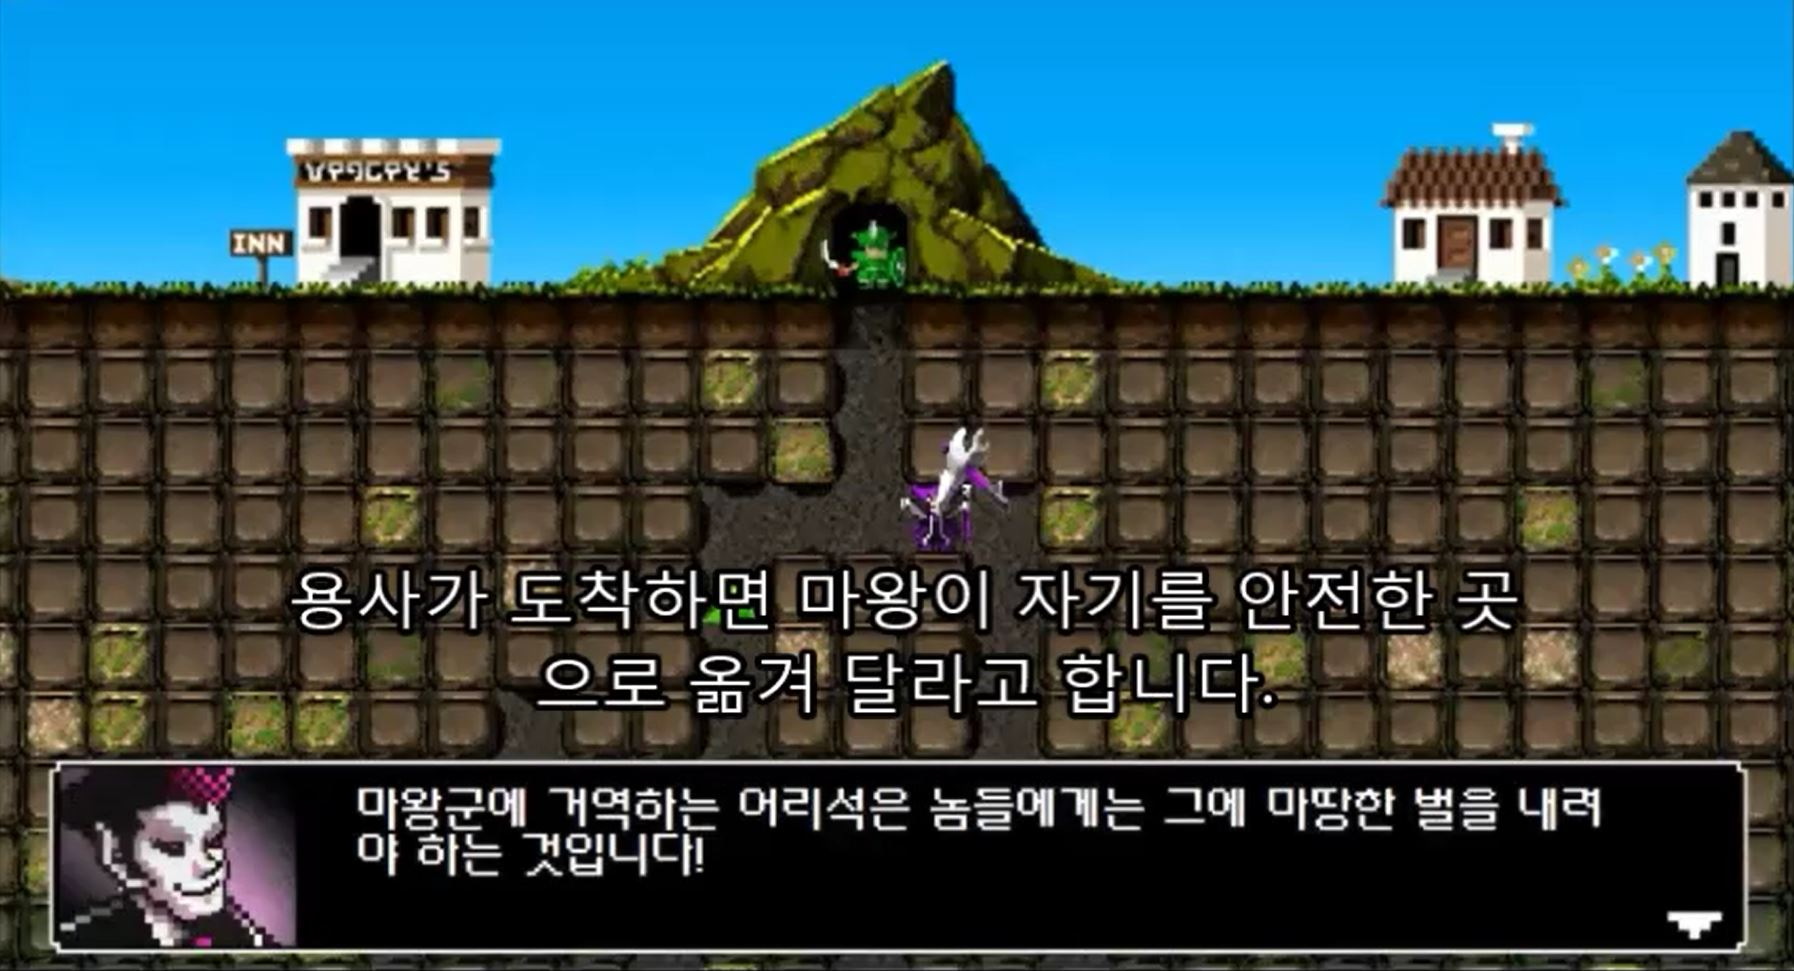 INN
용사가 도착하면 마왕이 자기를 안전한 곳
으로 옮겨 달라고 합니다.
마왕군에 거역하는 어리석은 놈들에게는 그에 마땅한 벌을 내려
야 하는 것입니다!